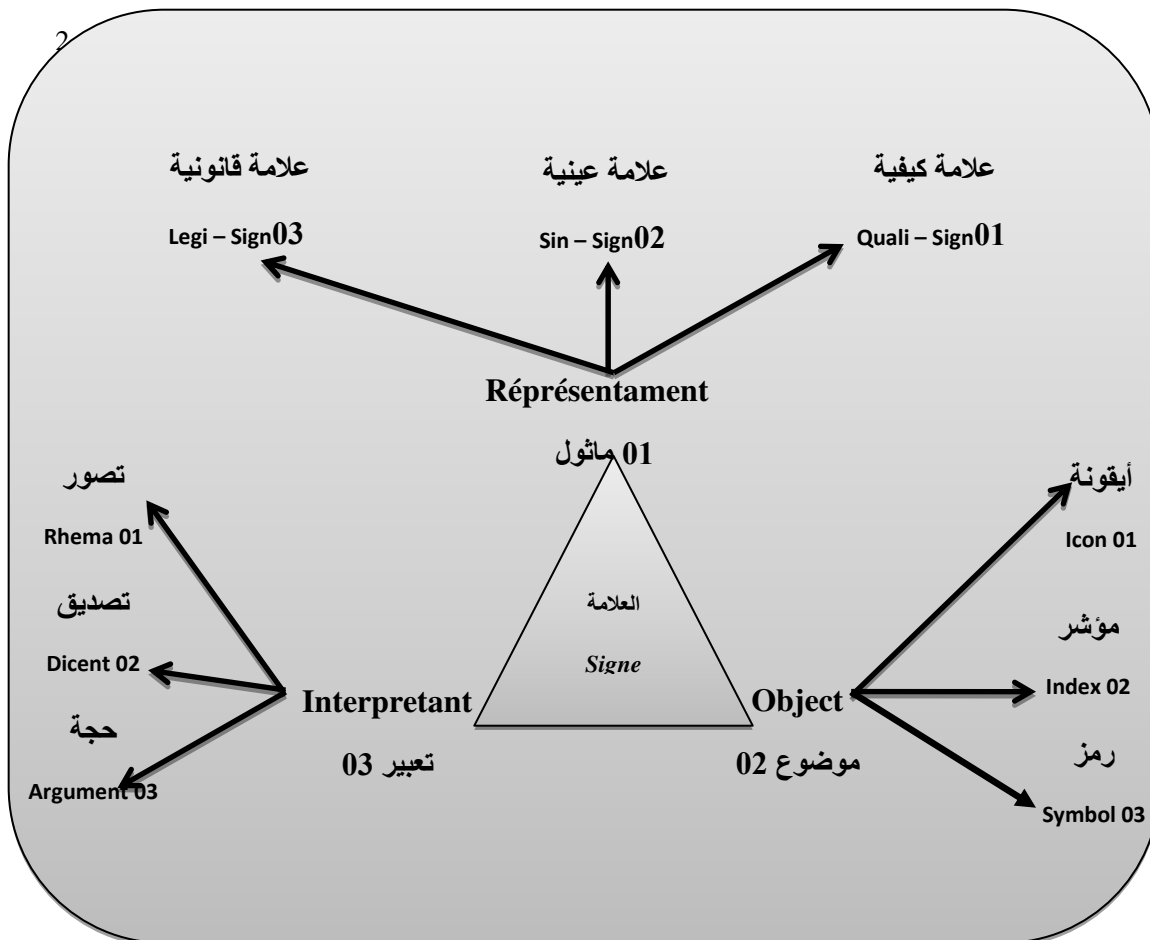 2
علامة كيفية علامة عينية علامة قانونية
Legi – Sign03 Sin – Sign02 Quali – Sign01
Réprésentament
01 ماثول
تصور
Rhema 01
تصديق
Dicent 02
حجة
Argument 03
العلامة
Signe
Interpretant
تعبير 03
Object
موضوع 02
أيقونة
Icon 01
مؤشر
Index 02
رمز
Symbol 03